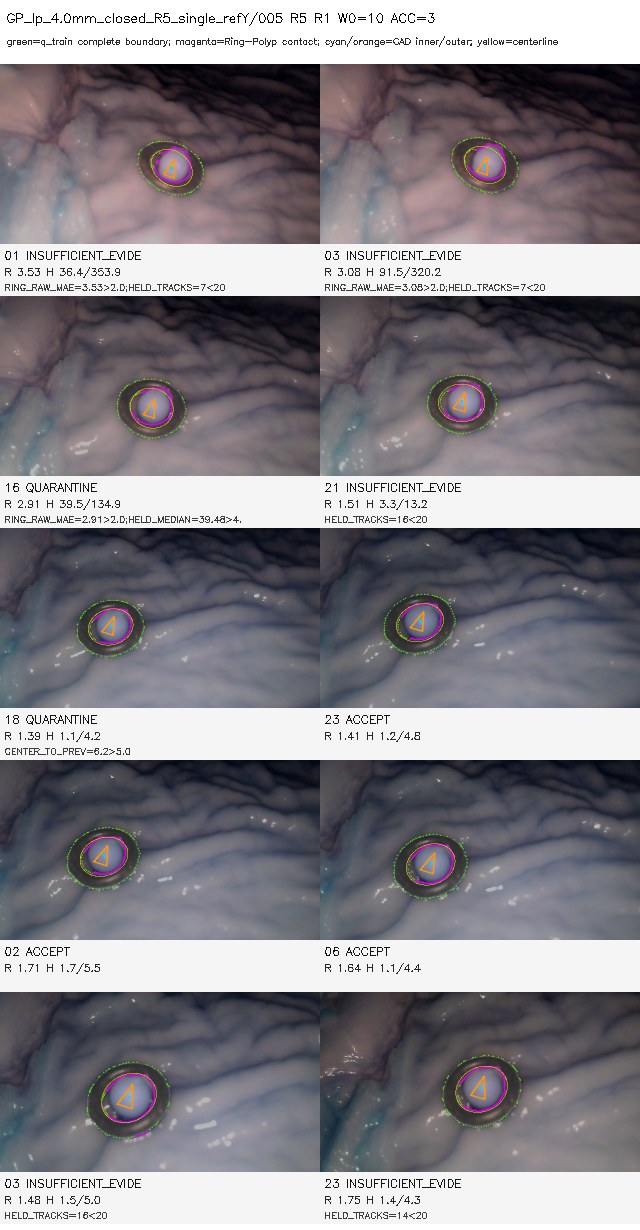 GP_Ip_4.0mm_closed_R5_single_refY/005 R5 R1 W0=10 ACC=3
green=q_train complete boundary; magenta=Ring-Polyp contact; cyan/orange=CAD inner/outer; yellow=centerline
01 INSUFFICIENT_EVIDE
R 3.53 H 36.4/353.9
RING_RAW_MAE=3.53>2.0;HELD_TRACKS=7<20
03 INSUFFICIENT_EVIDE
R 3.08 H 91.5/320.2
RING_RAW_MAE=3.08>2.0;HELD_TRACKS=7<20
16 QUARANTINE
R 2.91 H 39.5/134.9
RING_RAW_MAE=2.91>2.0;HELD_MEDIAN=39.48>4.
21 INSUFFICIENT_EVIDE
R 1.51 H 3.3/13.2
HELD_TRACKS=16<20
18 QUARANTINE
R 1.39 H 1.1/4.2
CENTER_TO_PREV=6.2>5.0
23 ACCEPT
R 1.41 H 1.2/4.8
02 ACCEPT
R 1.71 H 1.7/5.5
06 ACCEPT
R 1.64 H 1.1/4.4
03 INSUFFICIENT_EVIDE
R 1.48 H 1.5/5.0
HELD_TRACKS=16<20
23 INSUFFICIENT_EVIDE
R 1.75 H 1.4/4.3
HELD_TRACKS=14<20